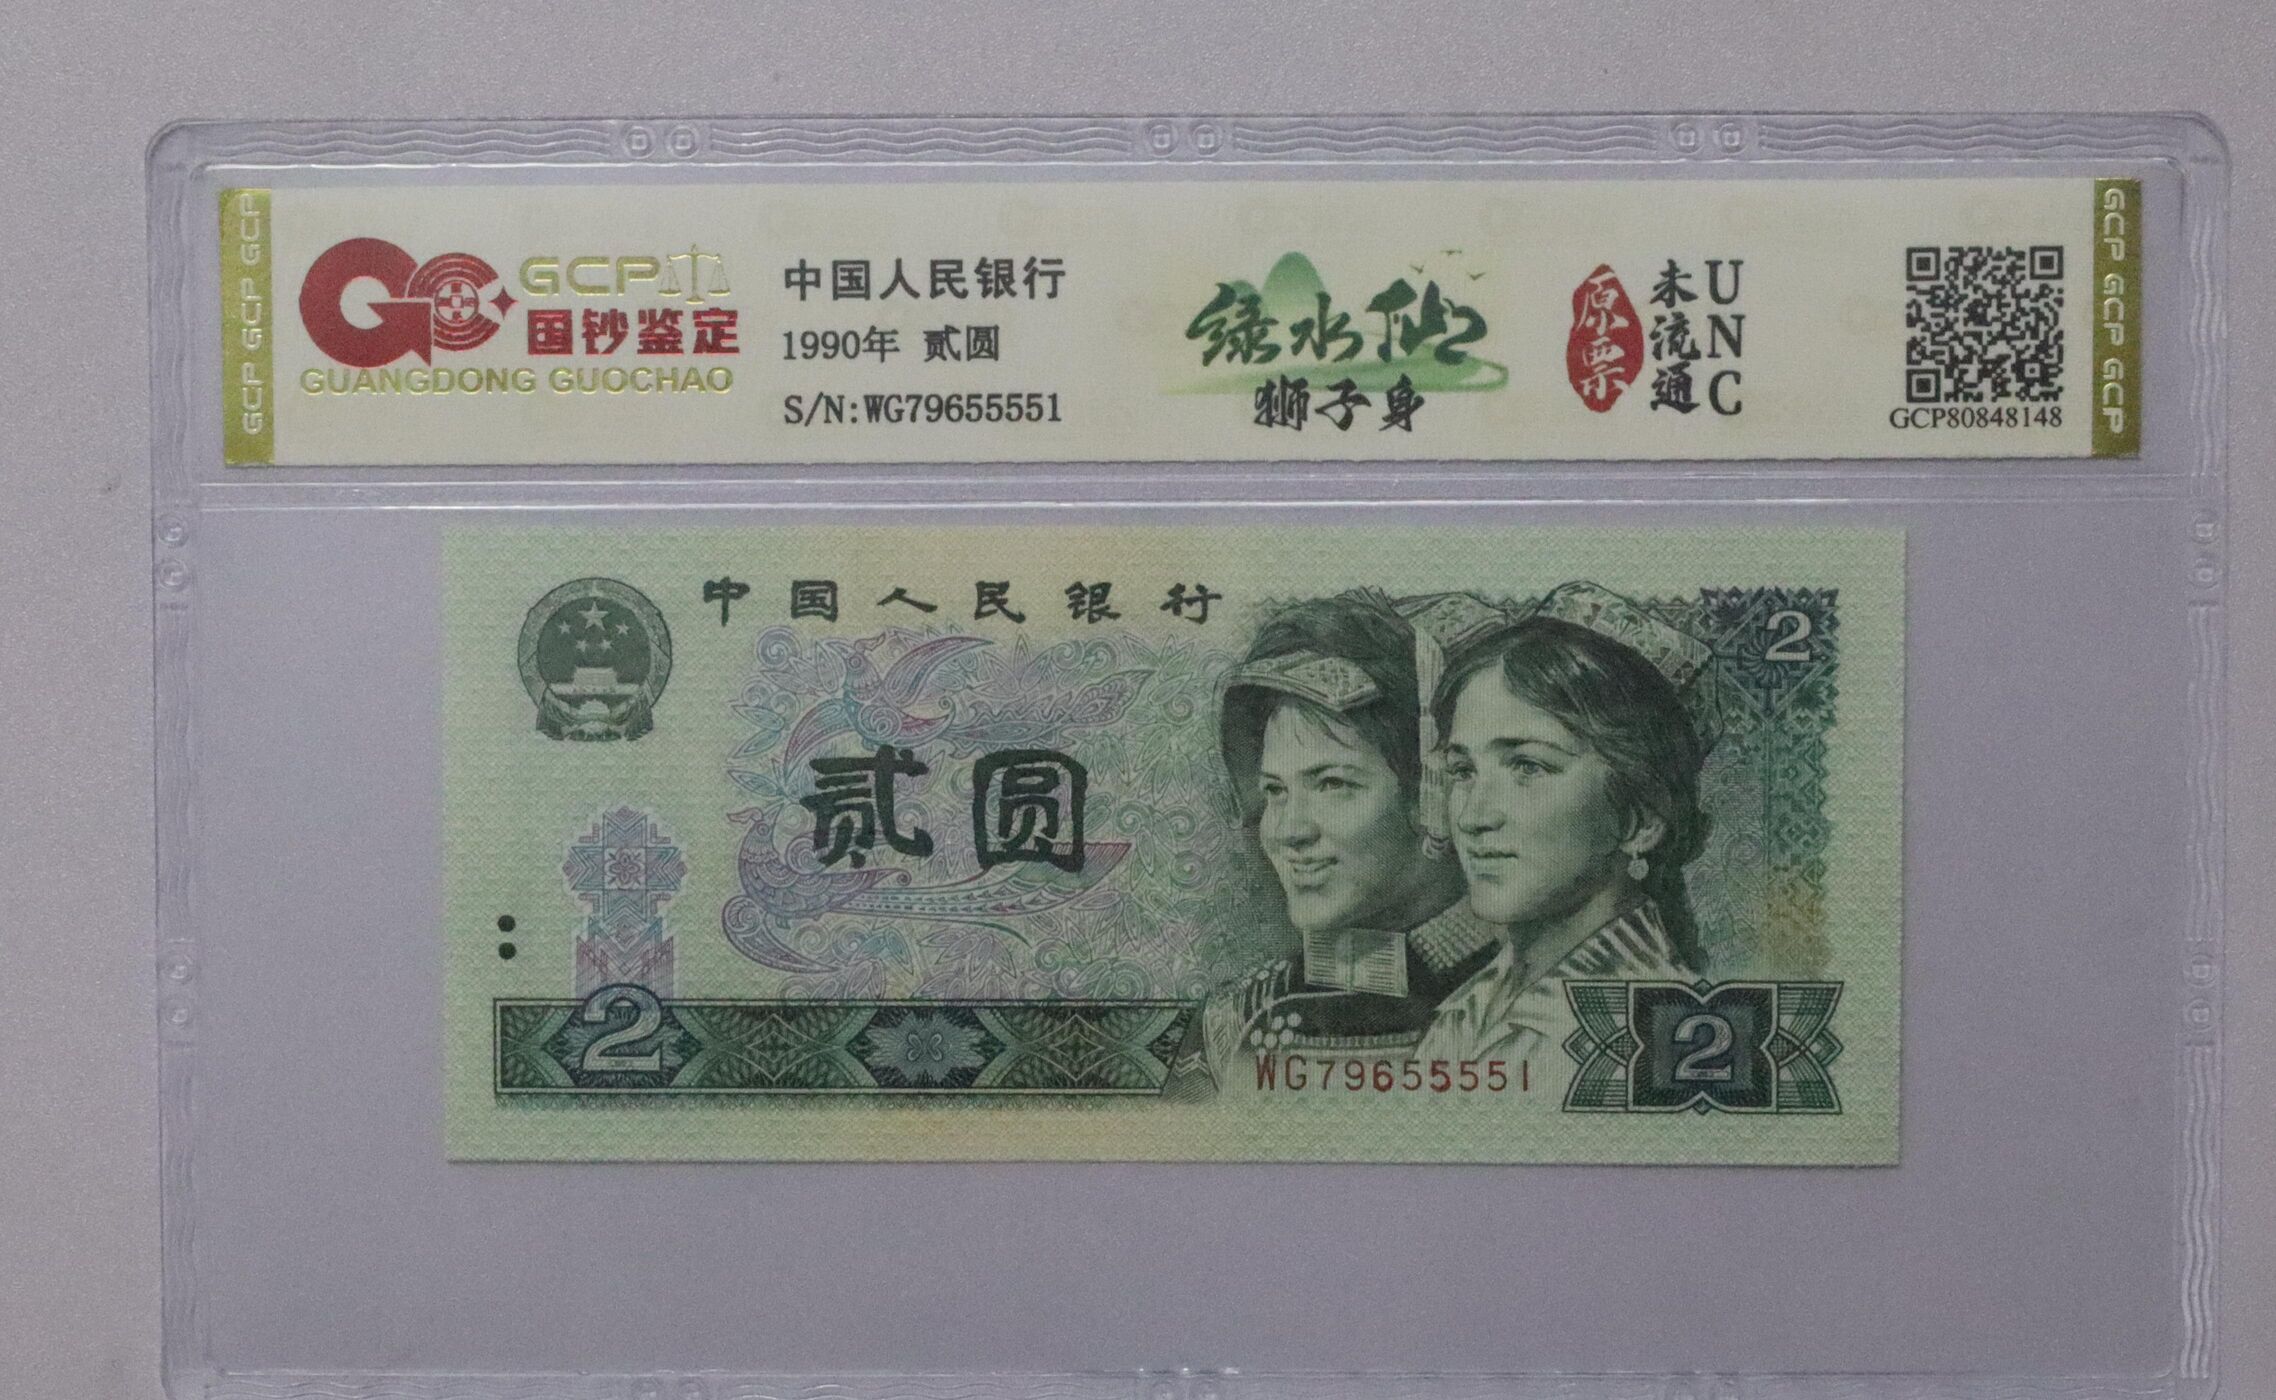 GCP GCP GCP
GCP
国钞鉴定
GUANGDONG GUOCHAO
中国人民银行
1990年 贰圆
S/N:WG79655551
绿水仙
狮子身
原票
未流通
UNC
GCP80848148
GCP GCP GCP
中国人民银行
2
贰圆
2
WG79655551
2